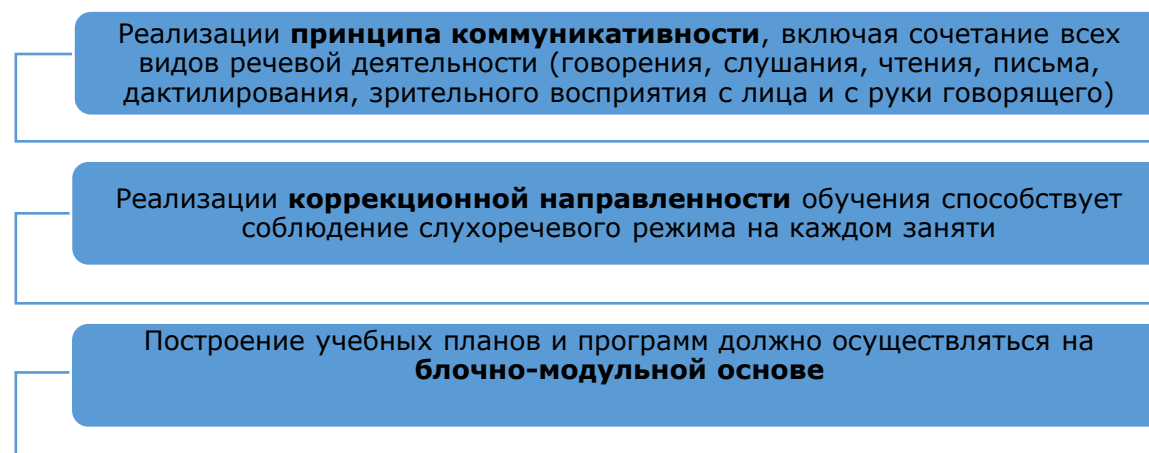 Реализации принципа коммуникативности, включая сочетание всех
видов речевой деятельности (говорения, слушания, чтения, письма,
дактилирования, зрительного восприятия с лица и с руки говорящего)
Реализации коррекционной направленности обучения способствует
соблюдение слухоречевого режима на каждом заняти
Построение учебных планов и программ должно осуществляться на
блочно-модульной основе